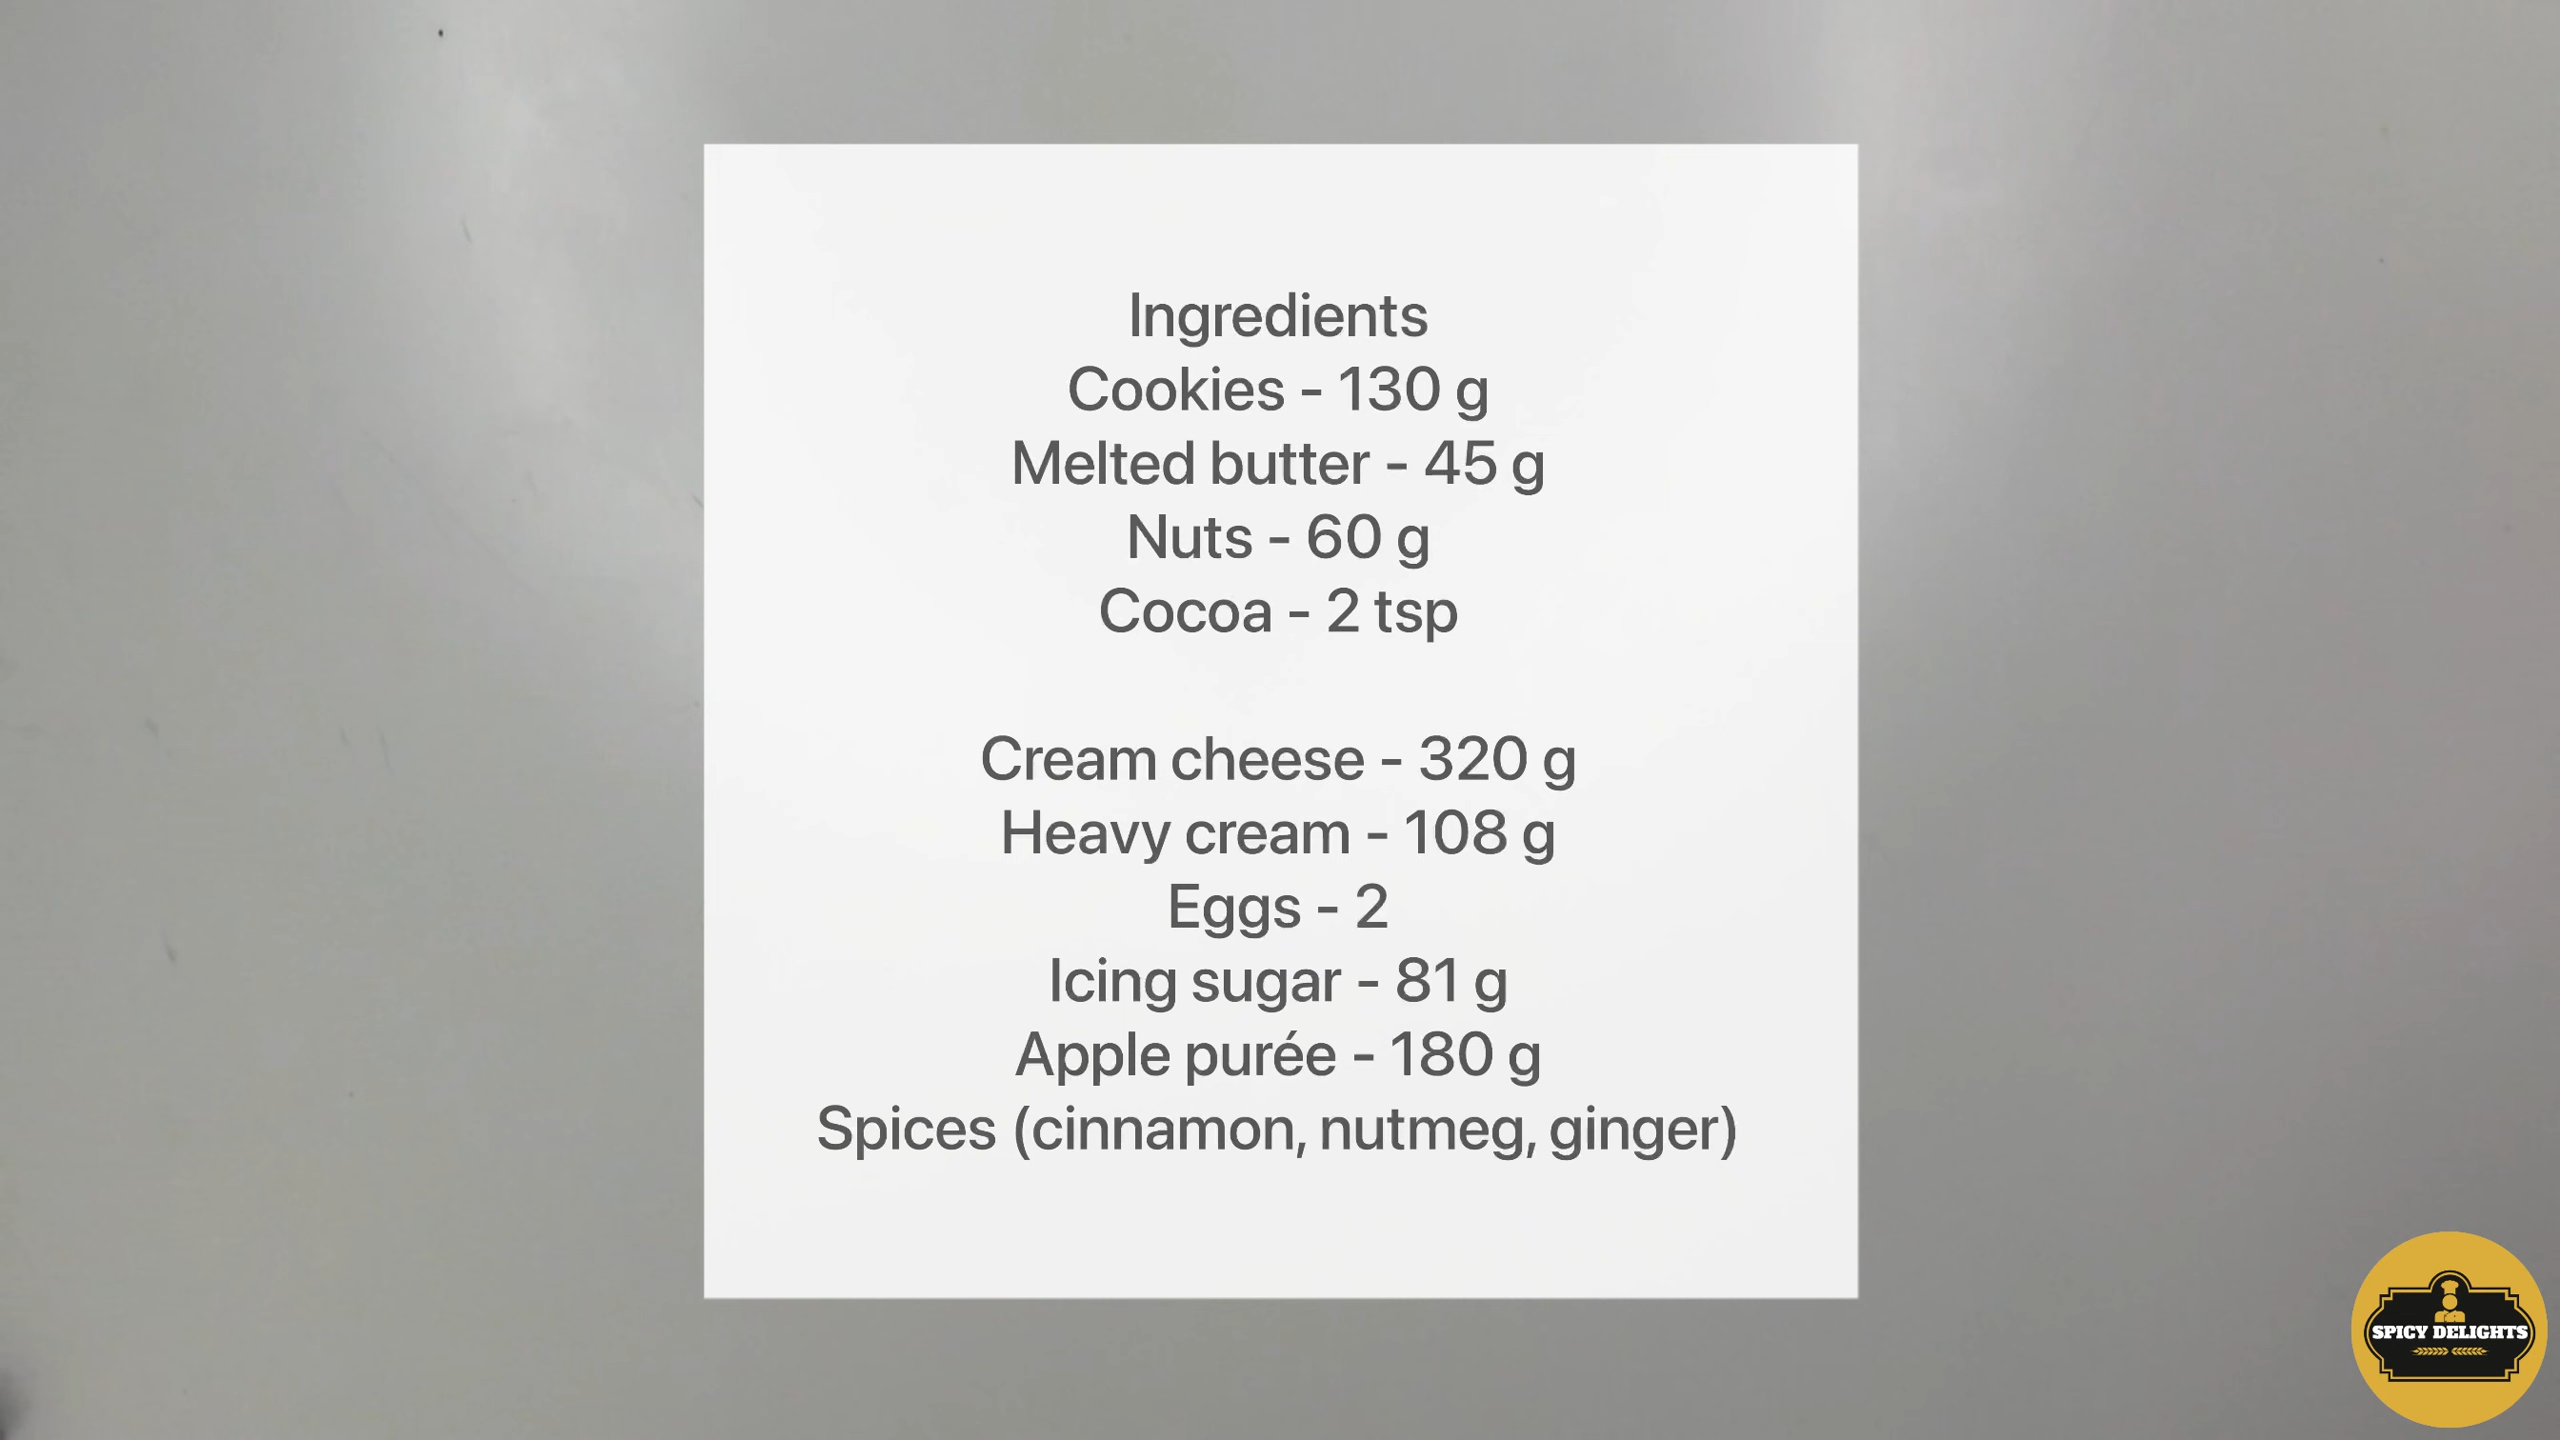 Ingredients
Cookies - 130 g
Melted butter - 45 g
Nuts - 60 g
Cocoa - 2 tsp
Cream cheese - 320 g
Heavy cream - 108 g
Eggs - 2
Icing sugar - 81 g
Apple purée - 180 g
Spices (cinnamon, nutmeg, ginger)
SPICY DELIGHTS